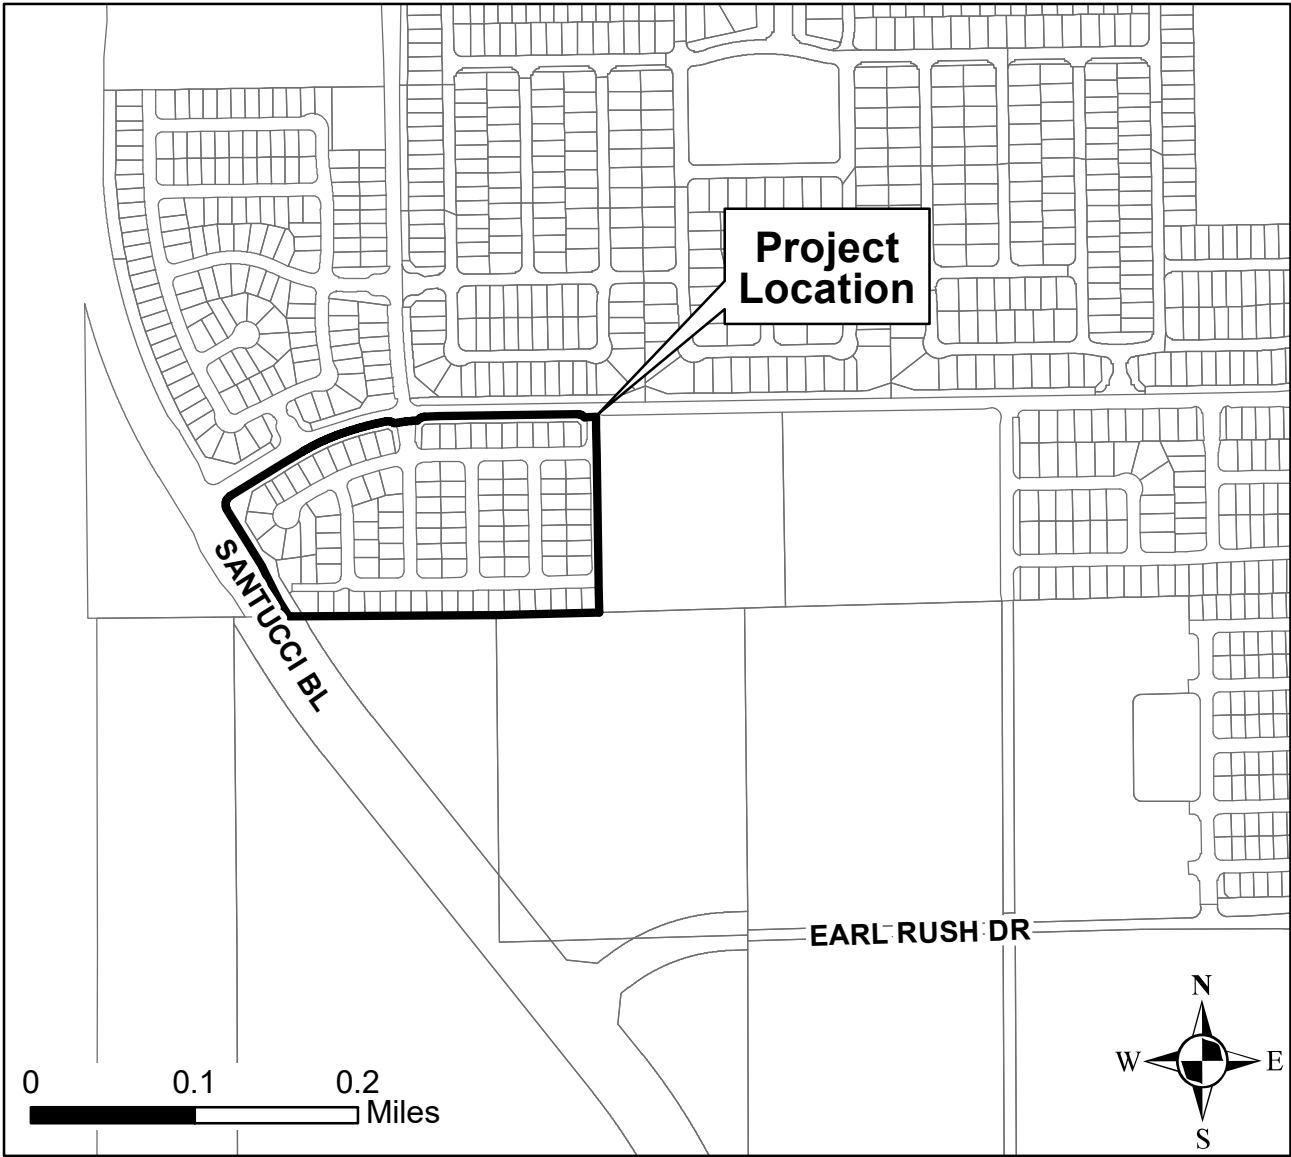 Project
Location
SANTUCCI BL
EARL RUSH DR
N
W E
S
0 0.1 0.2
Miles